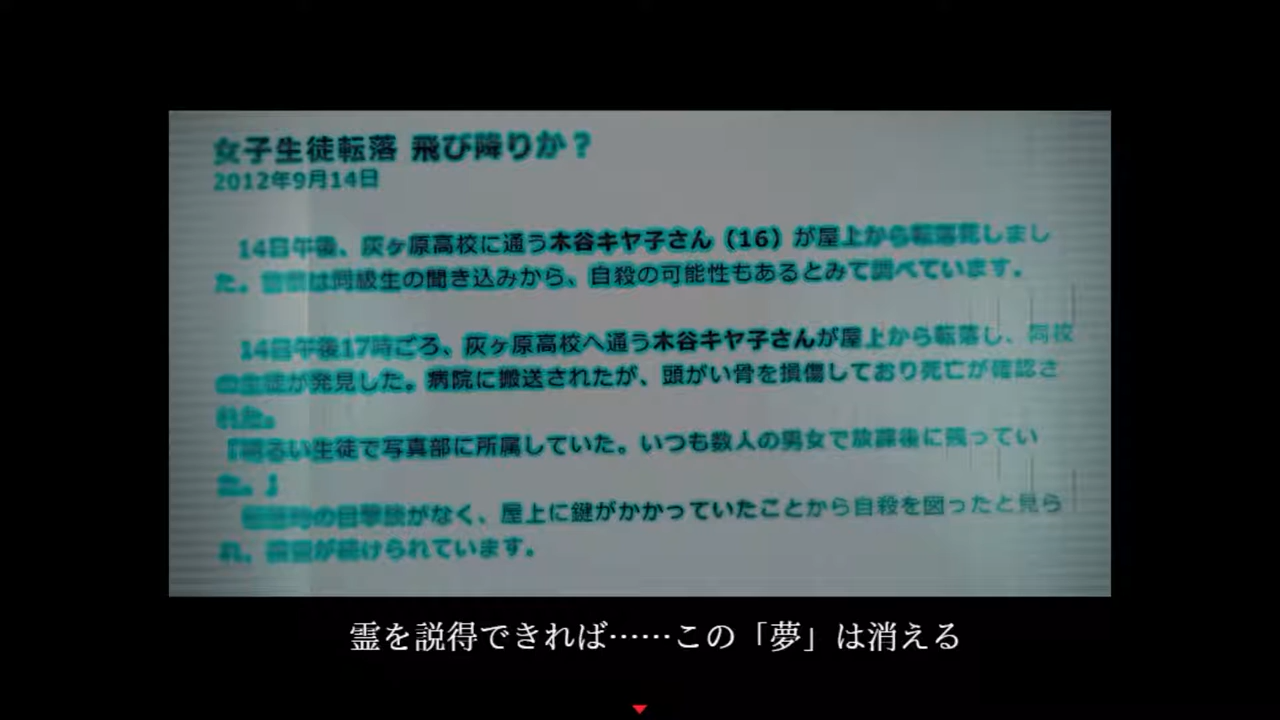 女子生徒転落 飛び降りか？
2012年9月14日
14日午後、灰ヶ原高校に通う木谷キヤ子さん（16）が屋上から転落死しまし
た。警察は同級生の聞き込みから、自殺の可能性もあるとみて調べています。
14日午後17時ごろ、灰ヶ原高校へ通う木谷キヤ子さんが屋上から転落し、同校
の生徒が発見した。病院に搬送されたが、頭がい骨を損傷しており死亡が確認さ
れた。
「明るい生徒で写真部に所属していた。いつも数人の男女で放課後に残ってい
た。」
の目撃談がなく、屋上に鍵がかかっていたことから自殺を図ったと見ら
れ、捜査が続けられています。
霊を説得できれば……この「夢」は消える